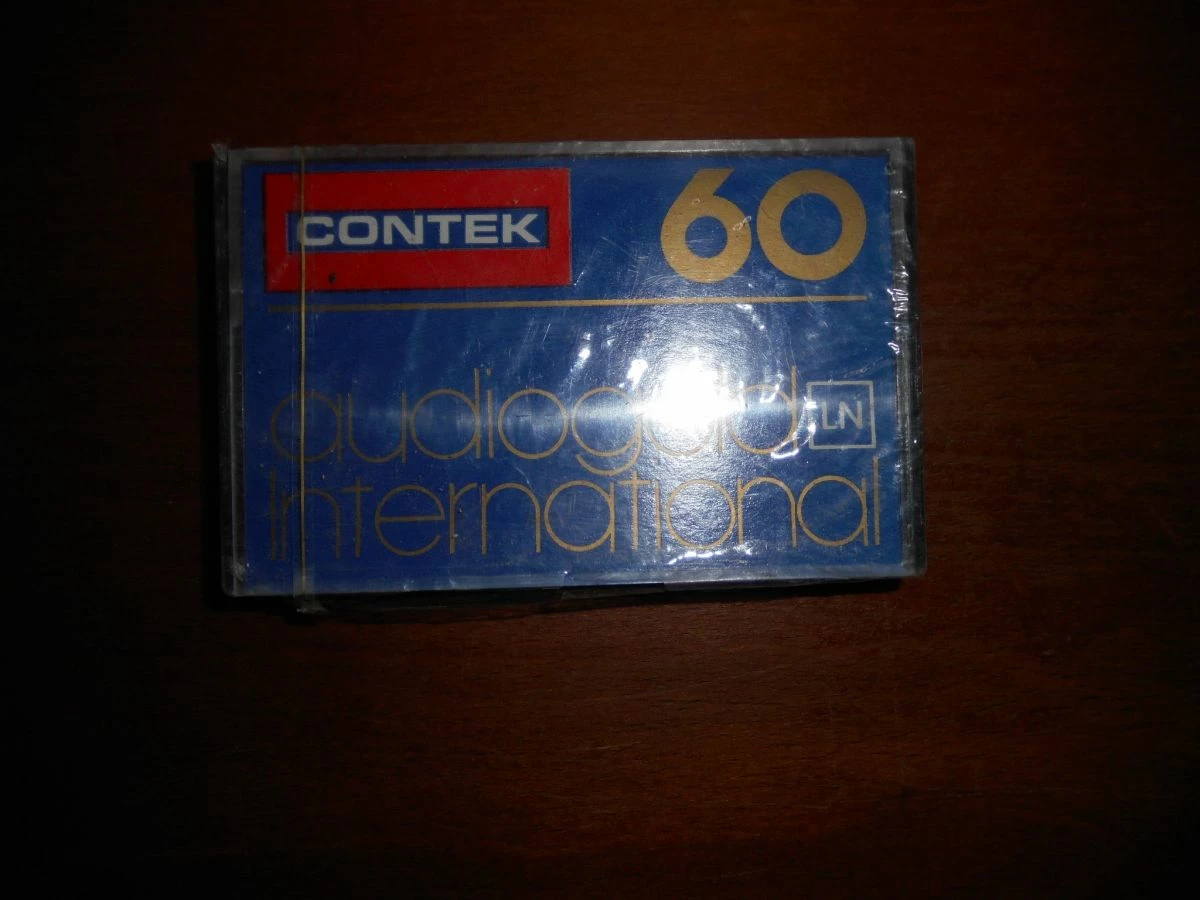 CONTEK
60
audiogold LN
international